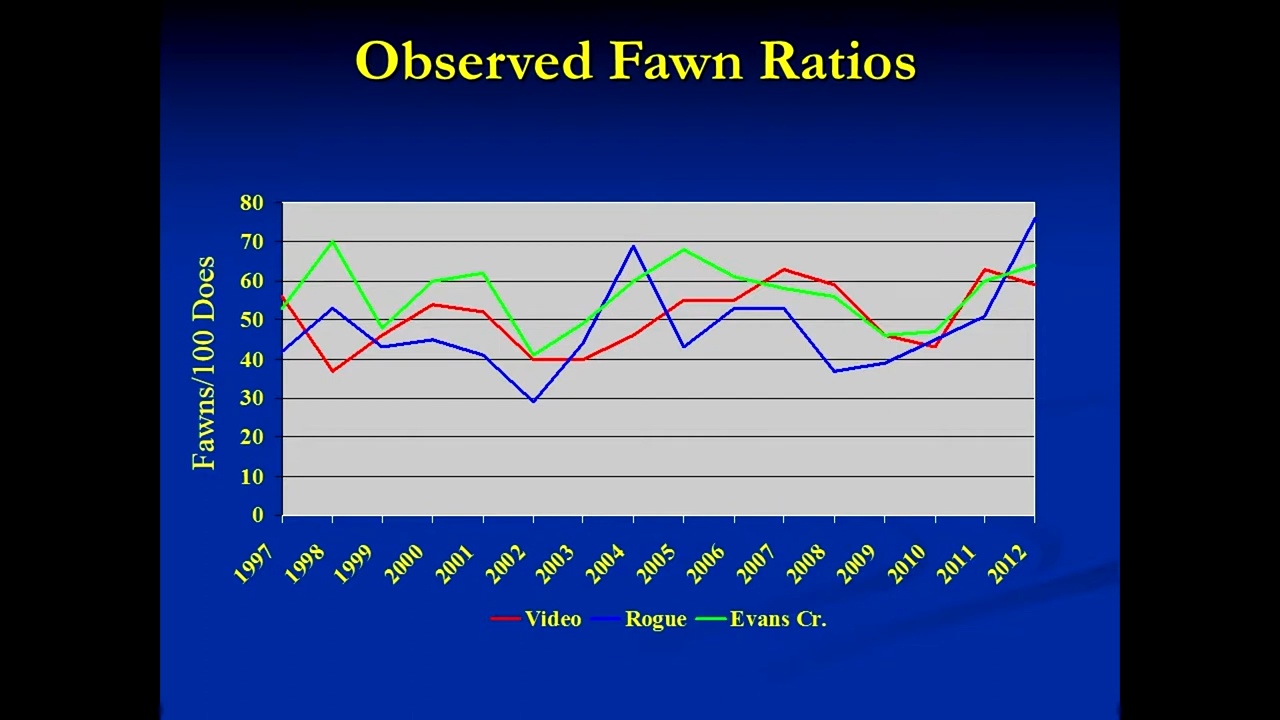 Observed Fawn Ratios
Fawns/100 Does
80
70
60
50
40
30
20
10
0
1997 1998 1999 2000 2001 2002 2003 2004 2005 2006 2007 2008 2009 2010 2011 2012
Video Rogue Evans Cr.